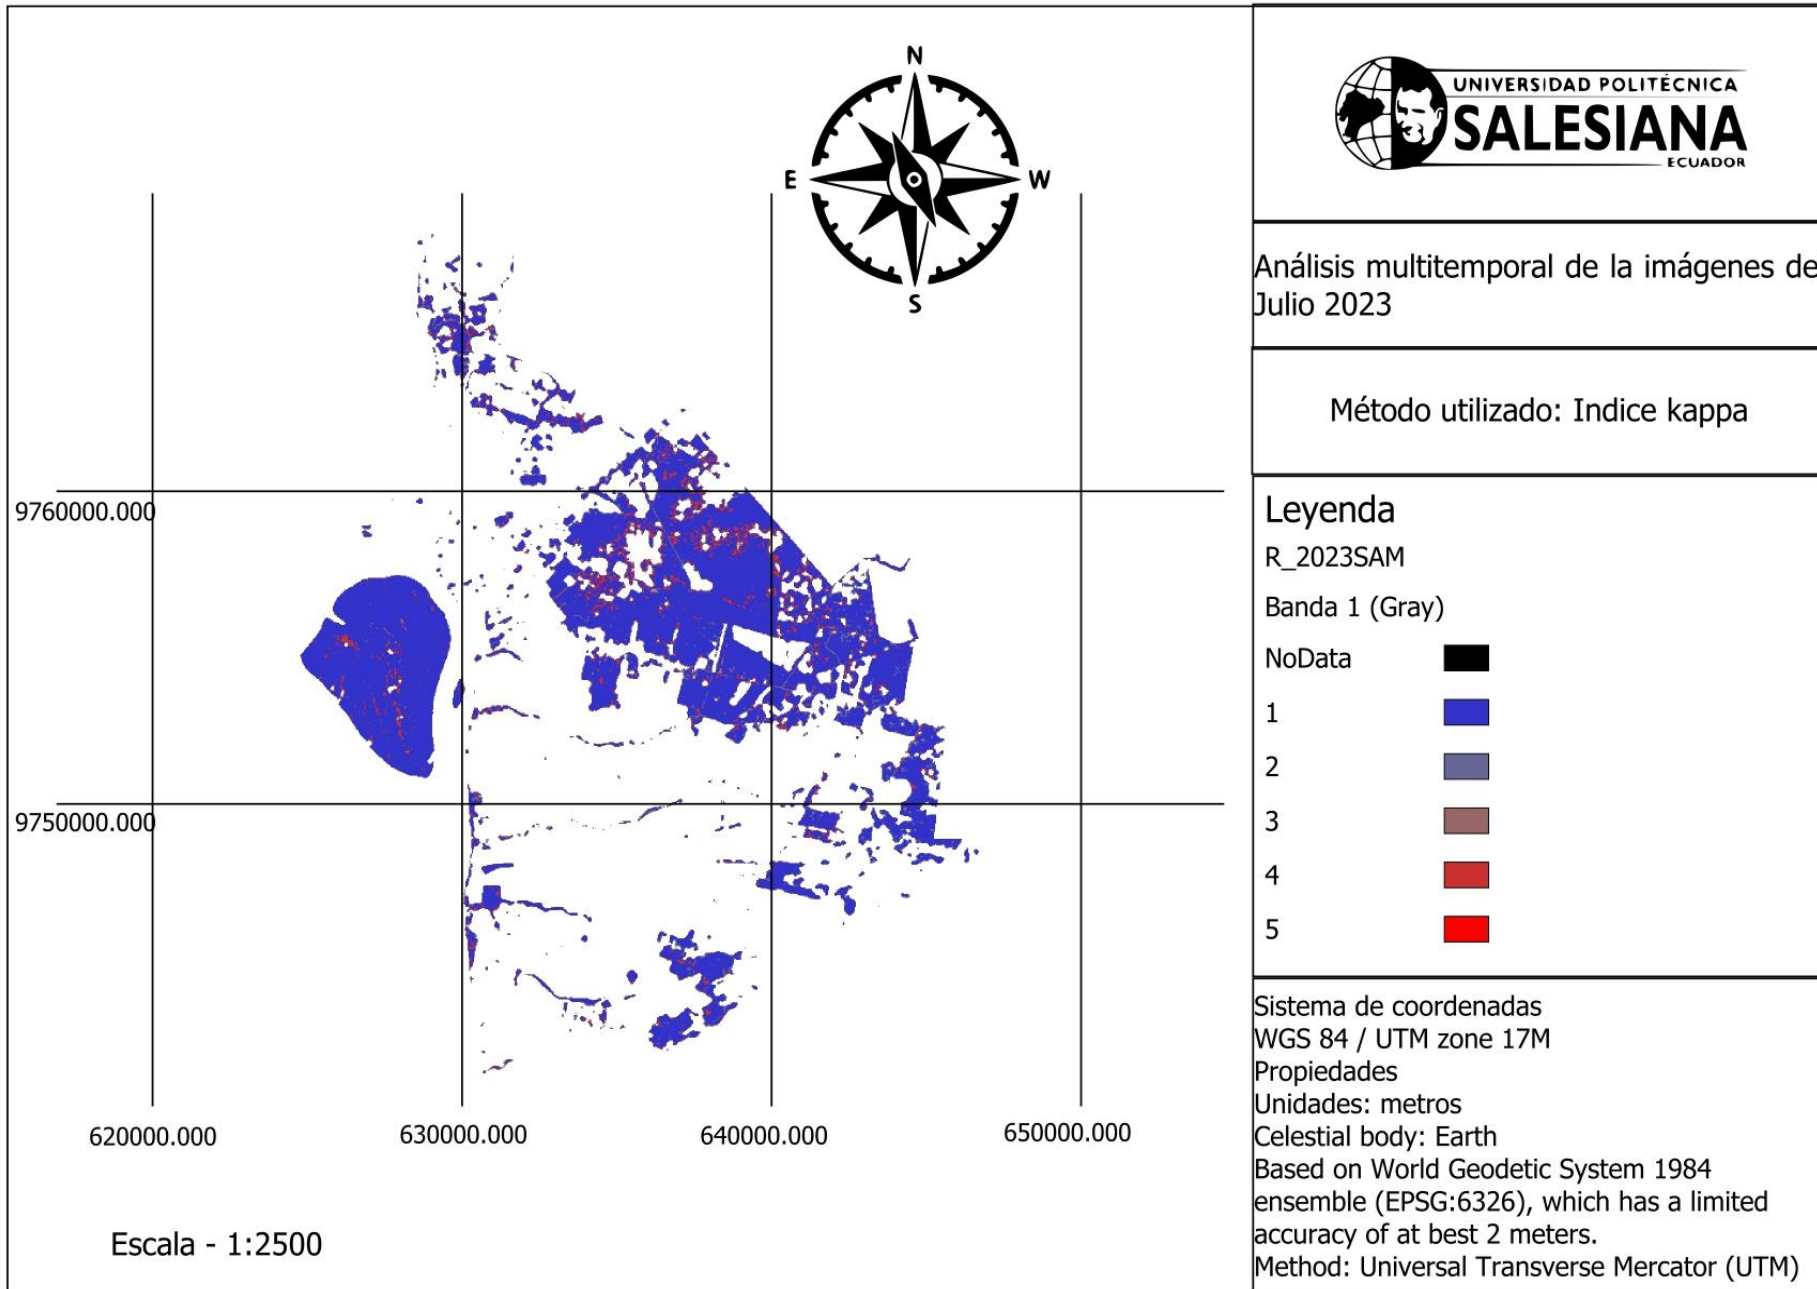 N
E
W
S
9760000.000
9750000.000
620000.000
630000.000
640000.000
650000.000
Escala - 1:2500
UNIVERSIDAD POLITÉCNICA
SALESIANA
ECUADOR
Análisis multitemporal de la imágenes de
Julio 2023
Método utilizado: Indice kappa
Leyenda
R_2023SAM
Banda 1 (Gray)
NoData
1
2
3
4
5
Sistema de coordenadas
WGS 84 / UTM zone 17M
Propiedades
Unidades: metros
Celestial body: Earth
Based on World Geodetic System 1984
ensemble (EPSG:6326), which has a limited
accuracy of at best 2 meters.
Method: Universal Transverse Mercator (UTM)